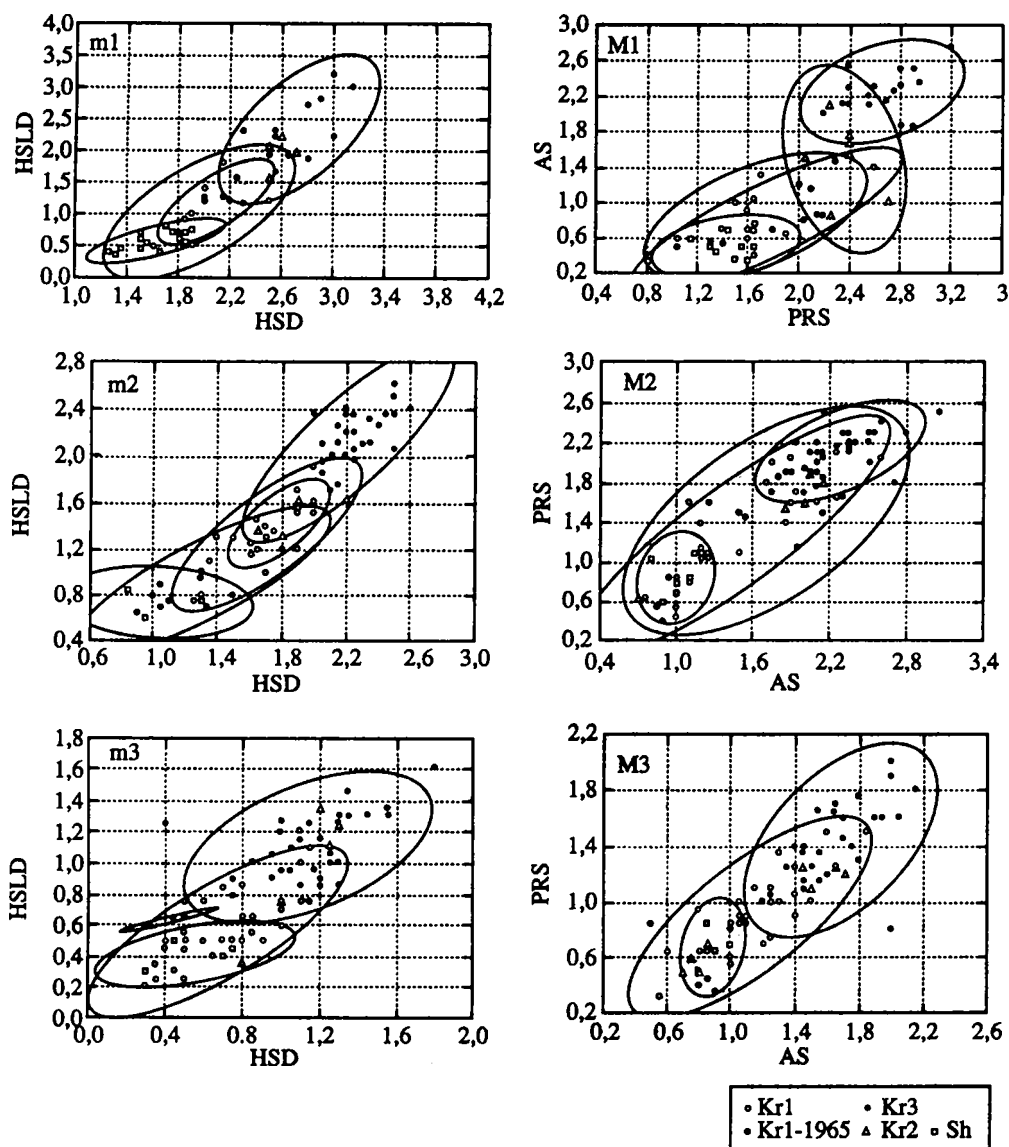 m1
HSLD
4,0
3,5
3,0
2,5
2,0
1,5
1,0
0,5
0,0
1,0 1,4 1,8 2,2 2,6 3,0 3,4 3,8 4,2
HSD
M1
AS
3,0
2,6
2,2
1,8
1,4
1,0
0,6
0,2
0,4 0,8 1,2 1,6 2,0 2,4 2,8 3,2 3
PRS
m2
HSLD
2,8
2,4
2,0
1,6
1,2
0,8
0,4
0,6 1,0 1,4 1,8 2,2 2,6 3,0
HSD
M2
PRS
3,0
2,6
2,2
1,8
1,4
1,0
0,6
0,2
0,4 1,0 1,6 2,2 2,8 3,4
AS
m3
HSLD
1,8
1,6
1,4
1,2
1,0
0,8
0,6
0,4
0,2
0,0
0,0 0,4 0,8 1,2 1,6 2,0
HSD
M3
PRS
2,2
1,8
1,4
1,0
0,6
0,2
0,2 0,6 1,0 1,4 1,8 2,2 2,6
AS
Kr1 Kr3
Kr1-1965 Kr2 Sh